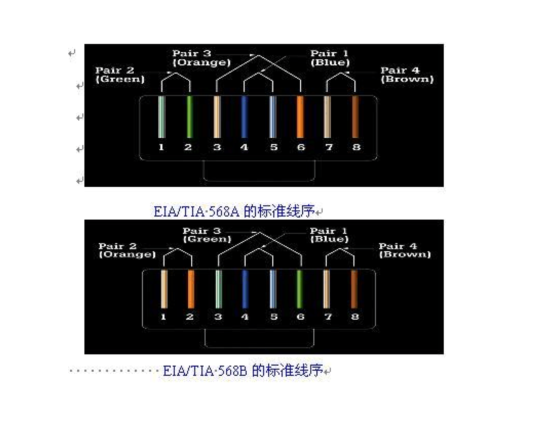 Pair 3 Pair 1
(Orange) (Blue)
Pair 2 Pair 4
(Green) (Brown)
1 2 3 4 5 6 7 8
EIA/TIA·568A 的标准线序
Pair 3 Pair 1
(Green) (Blue)
Pair 2 Pair 4
(Orange) (Brown)
1 2 3 4 5 6 7 8
EIA/TIA·568B 的标准线序